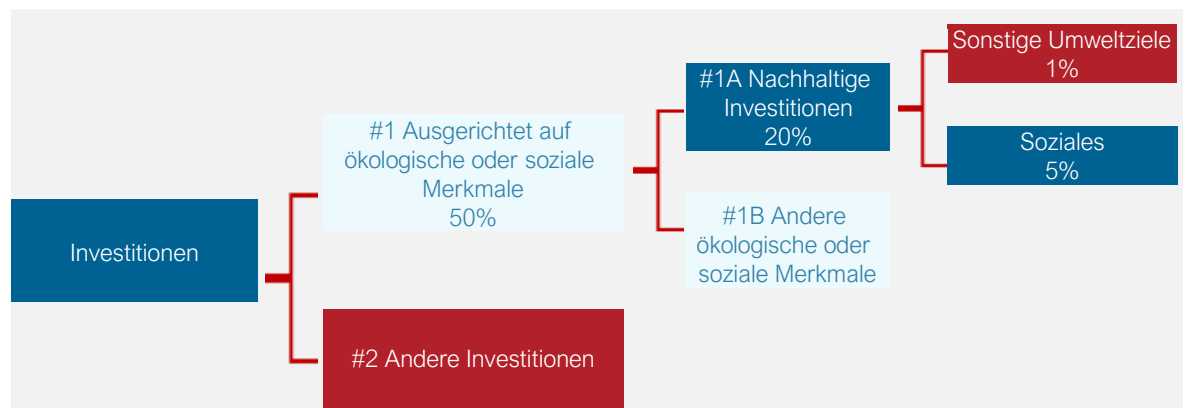 Investitionen
#1 Ausgerichtet auf
ökologische oder soziale
Merkmale
50%
#2 Andere Investitionen
#1A Nachhaltige
Investitionen
20%
#1B Andere
ökologische oder
soziale Merkmale
Sonstige Umweltziele
1%
Soziales
5%